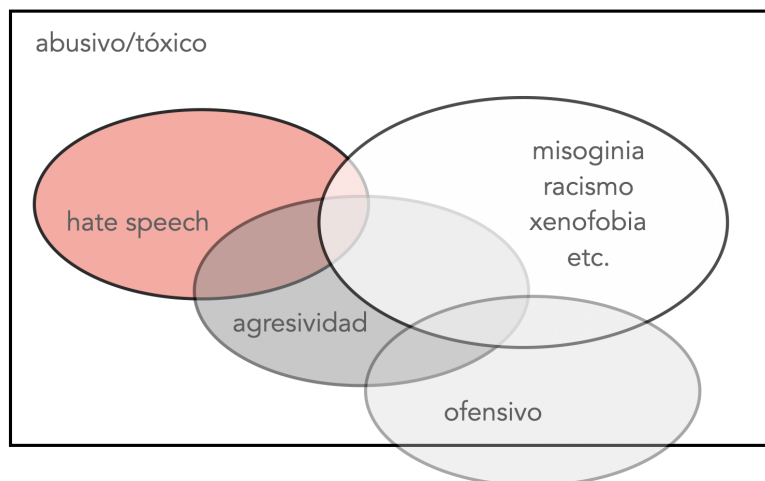 abusivo/tóxico
misoginia
racismo
xenofobia
etc.
hate speech
agresividad
ofensivo